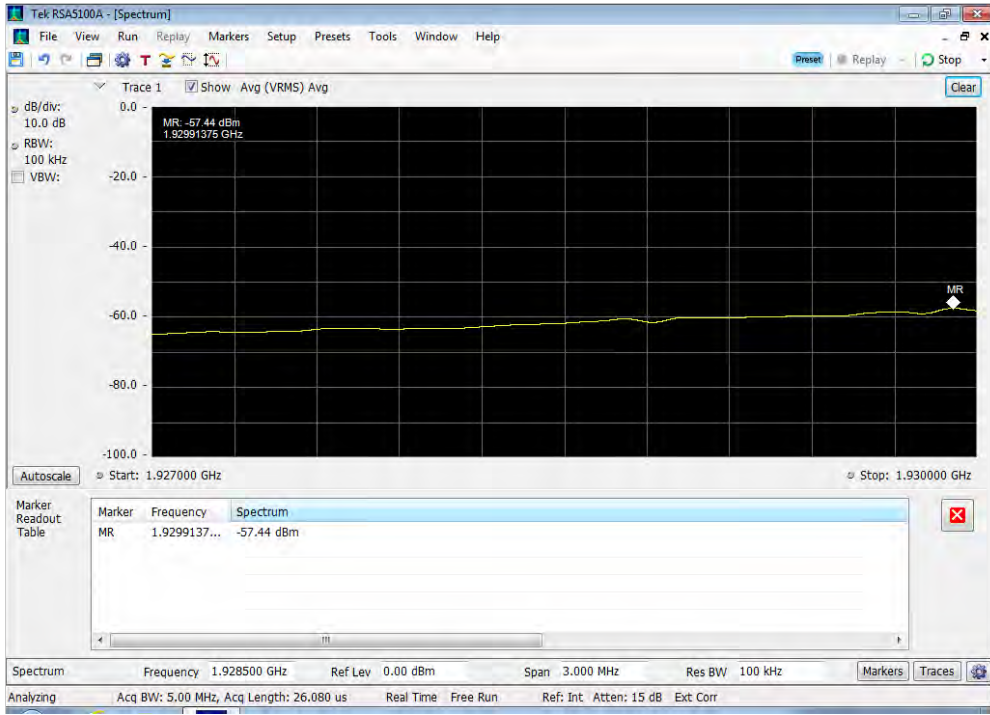 Tek RSA5100A - [Spectrum]
File View Run Replay Markers Setup Presets Tools Window Help
T Preset Replay Stop
Trace 1 Show Avg (VRMS) Avg Clear
dB/div:
10.0 dB
RBW:
100 kHz
VBW:
0.0
-20.0
-40.0
-60.0
-80.0
-100.0
MR: -57.44 dBm
1.92991375 GHz
MR
Autoscale Start: 1.927000 GHz Stop: 1.930000 GHz
Marker
Readout
Table
Marker Frequency Spectrum
MR 1.9299137... -57.44 dBm
Spectrum Frequency 1.928500 GHz Ref Lev 0.00 dBm Span 3.000 MHz Res BW 100 kHz Markers Traces
Analyzing Acq BW: 5.00 MHz, Acq Length: 26.080 us Real Time Free Run Ref: Int Atten: 15 dB Ext Corr